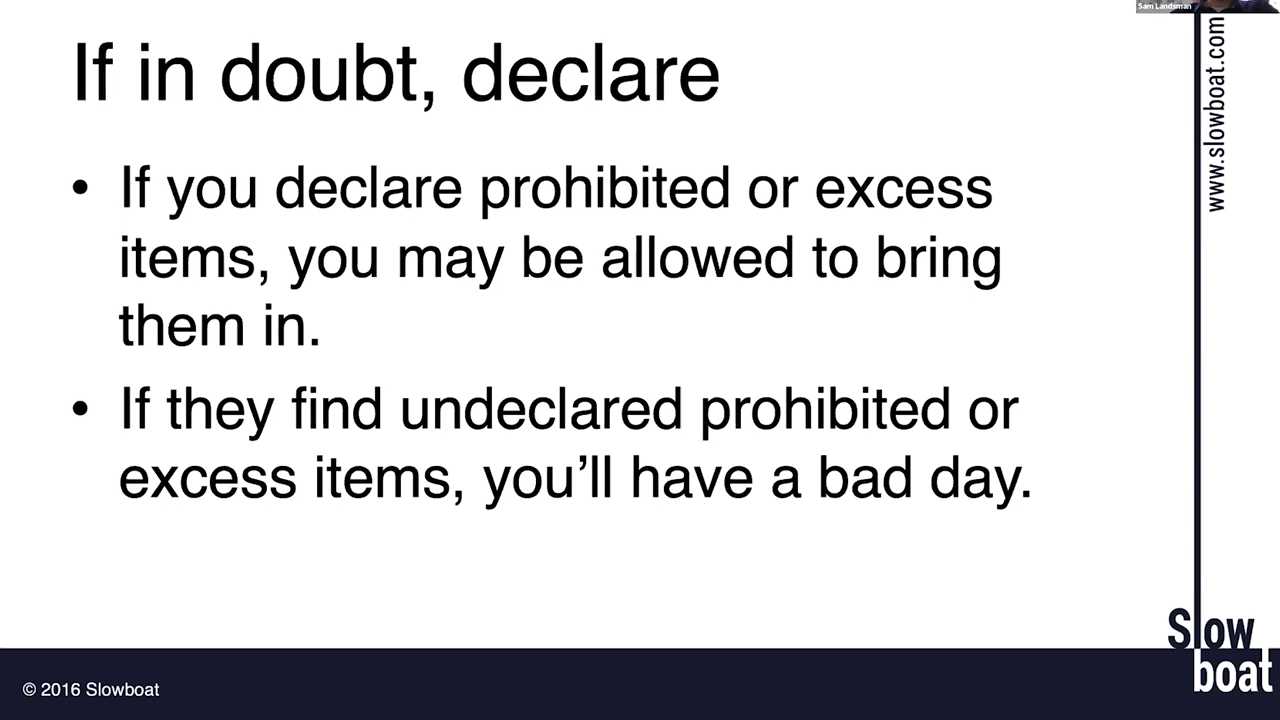 Sam Landsman
If in doubt, declare
• If you declare prohibited or excess
items, you may be allowed to bring
them in.
• If they find undeclared prohibited or
excess items, you’ll have a bad day.
www.slowboat.com
Slow
boat
© 2016 Slowboat